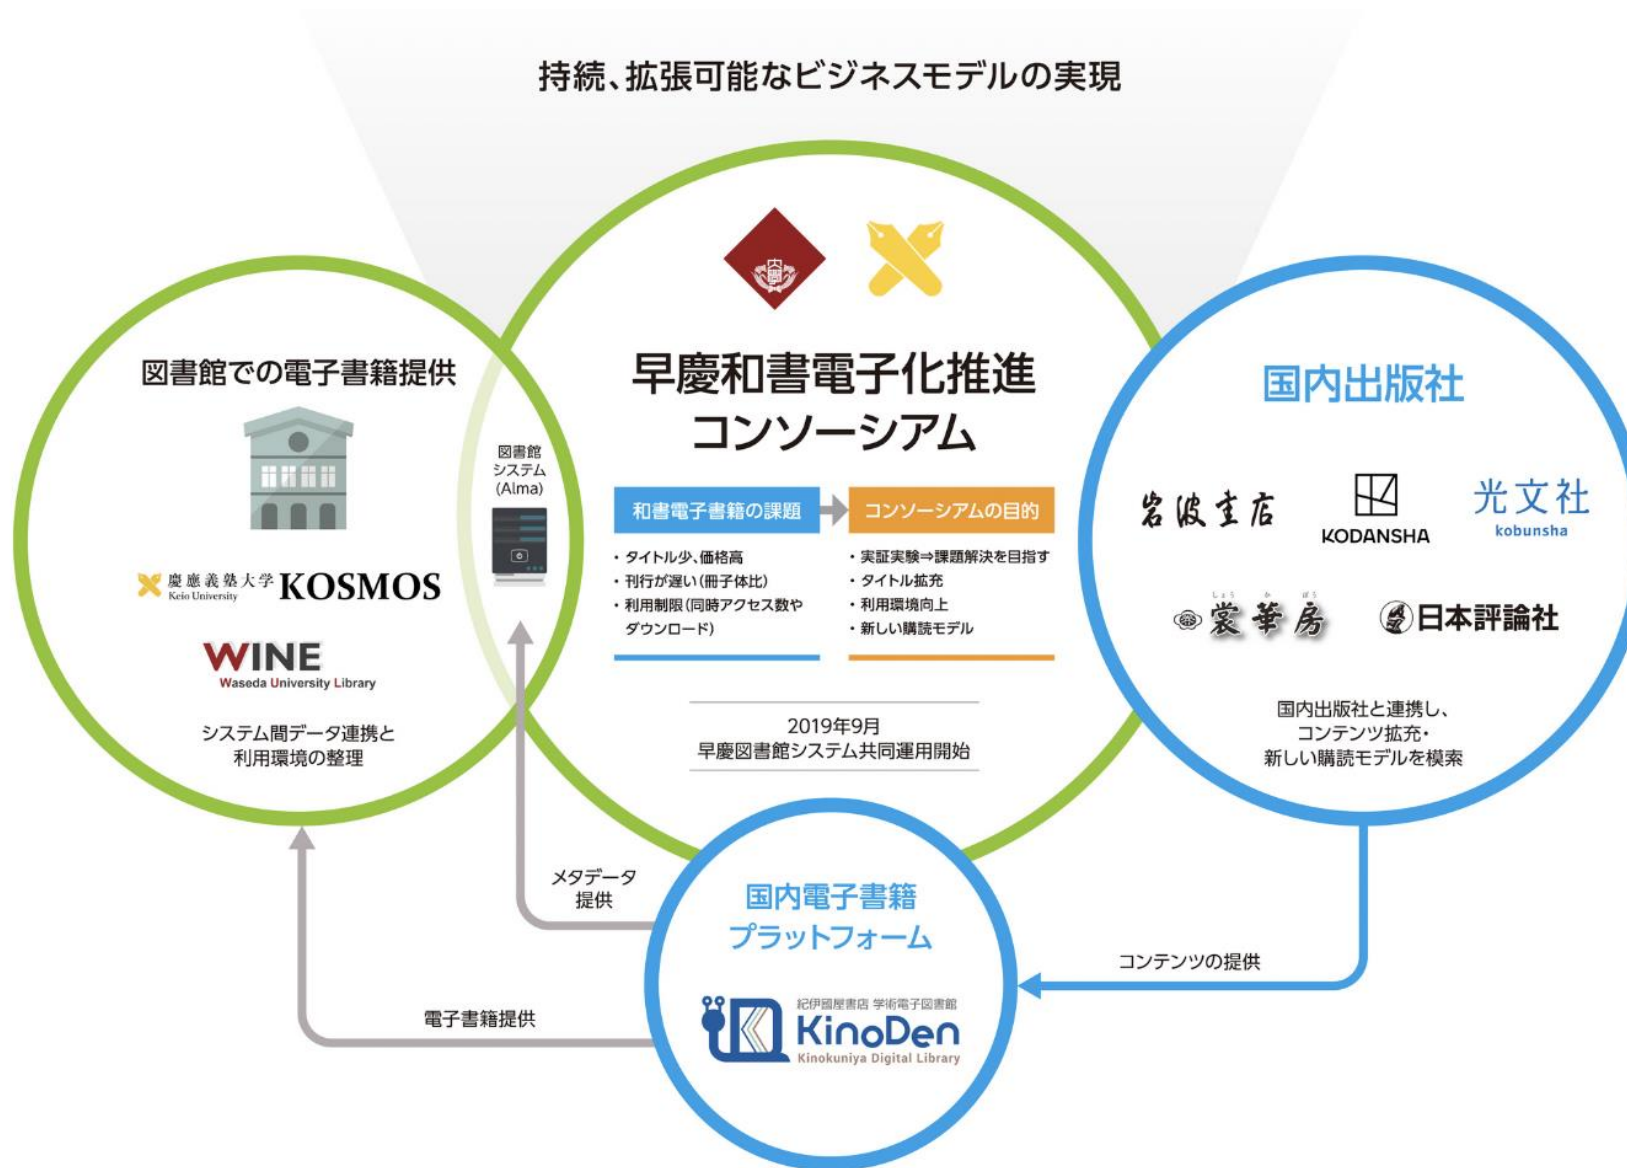 持続、拡張可能なビジネスモデルの実現
図書館での電子書籍提供
慶應義塾大学
Keio University
KOSMOS
WINE
Waseda University Library
システム間データ連携と
利用環境の整理
図書館
システム
(Alma)
早慶和書電子化推進
コンソーシアム
和書電子書籍の課題
・タイトル少、価格高
・刊行が遅い(冊子体比)
・利用制限(同時アクセス数や
ダウンロード)
コンソーシアムの目的
・実証実験⇒課題解決を目指す
・タイトル拡充
・利用環境向上
・新しい購読モデル
2019年9月
早慶図書館システム共同運用開始
国内出版社
岩波書店
KODANSHA
光文社
kobunsha
しょう か ぼう
裳華房
日本評論社
国内出版社と連携し、
コンテンツ拡充・
新しい購読モデルを模索
メタデータ
提供
電子書籍提供
コンテンツの提供
国内電子書籍
プラットフォーム
紀伊國屋書店 学術電子図書館
KinoDen
Kinokuniya Digital Library